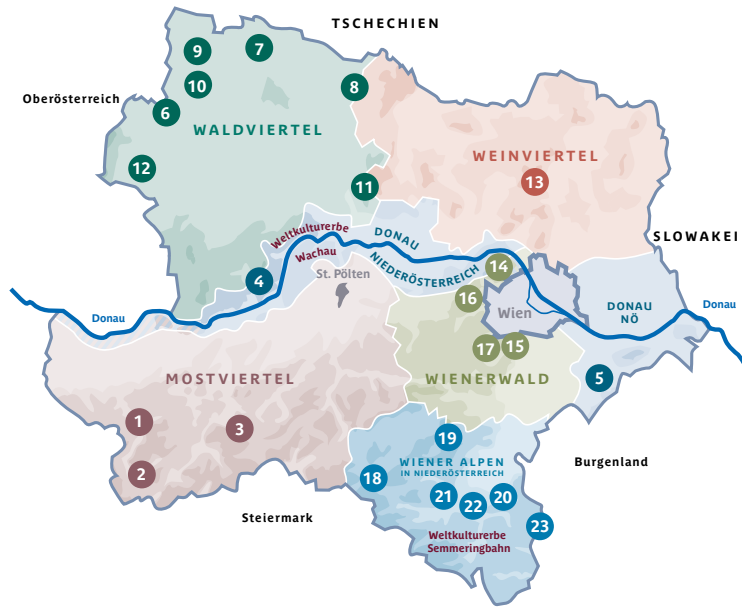 TSCHECHIEN
9
7
10
8
Oberösterreich
6
WALDVIERTEL
WEINVIERTEL
12
13
11
Weltkulturerbe
Wachau
DONAU
NIEDERÖSTERREICH
SLOWAKEI
14
4
St. Pölten
16
Wien
DONAU
NÖ
Donau
Donau
17
15
MOSTVIERTEL
WIENERWALD
5
1
3
19
2
WIENER ALPEN
IN NIEDERÖSTERREICH
Burgenland
18
21
22
20
Steiermark
23
Weltkulturerbe
Semmeringbahn